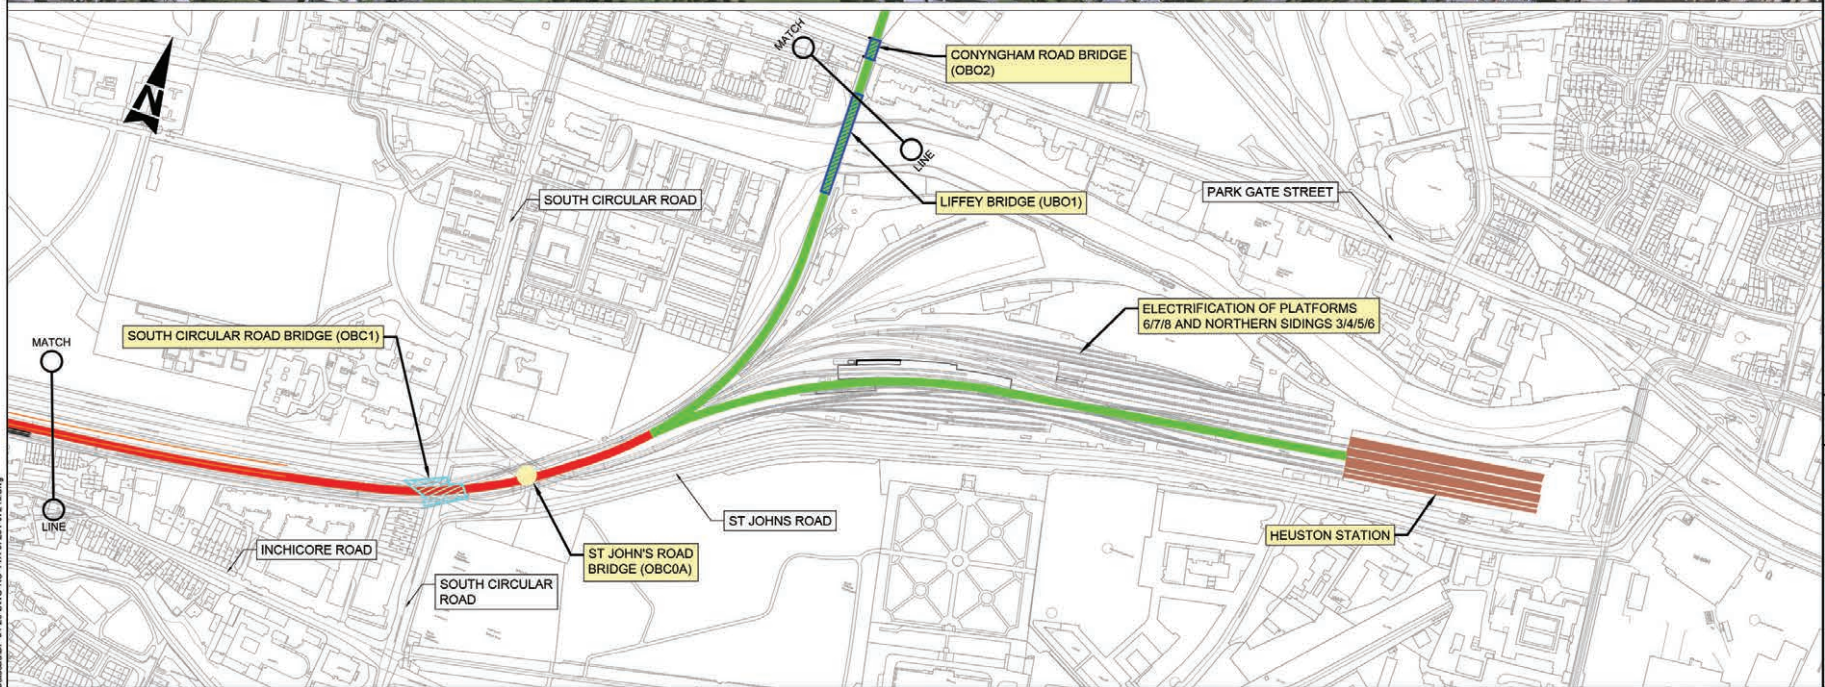 MATCH
CONYNGHAM ROAD BRIDGE
(OBO2)
N
LINE
SOUTH CIRCULAR ROAD
LIFFEY BRIDGE (UBO1)
PARK GATE STREET
ELECTRIFICATION OF PLATFORMS
6/7/8 AND NORTHERN SIDINGS 3/4/5/6
SOUTH CIRCULAR ROAD BRIDGE (OBC1)
MATCH
LINE
ST JOHNS ROAD
HEUSTON STATION
INCHICORE ROAD
ST JOHN'S ROAD
BRIDGE (OBC0A)
SOUTH CIRCULAR
ROAD